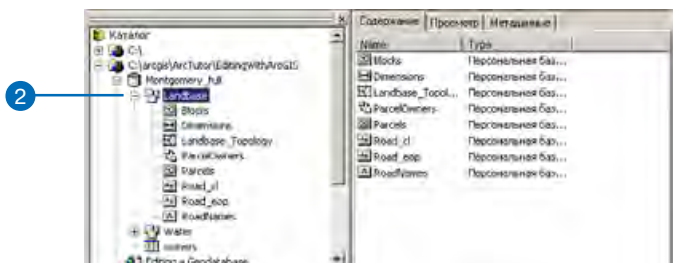 Каталог
C:\
C:\arcgis\ArcTutor\EditingWithArcGIS
Montgomery_full
2
Landbase
Blocks
Dimensions
Landbase_Topology
ParcelOwners
Parcels
Road_cl
Road_eop
RoadNames
Water
owners
Editing a Geodatabase
Содержание Просмотр Метаданные
Name Type
Blocks Персональная баз...
Dimensions Персональная баз...
Landbase_Topol... Персональная баз...
ParcelOwners Персональная баз...
Parcels Персональная баз...
Road_cl Персональная баз...
Road_eop Персональная баз...
RoadNames Персональная баз...